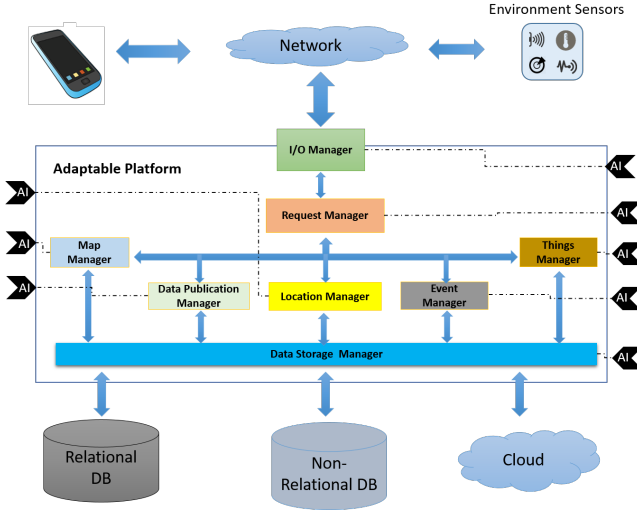 Environment Sensors
Network
I/O Manager
Adaptable Platform
AI
AI
Request Manager
AI
Map
Manager
AI
Things
Manager
AI
AI
Data Publication
Manager
Location Manager
Event
Manager
AI
Data Storage Manager
AI
Relational
DB
Non-
Relational DB
Cloud